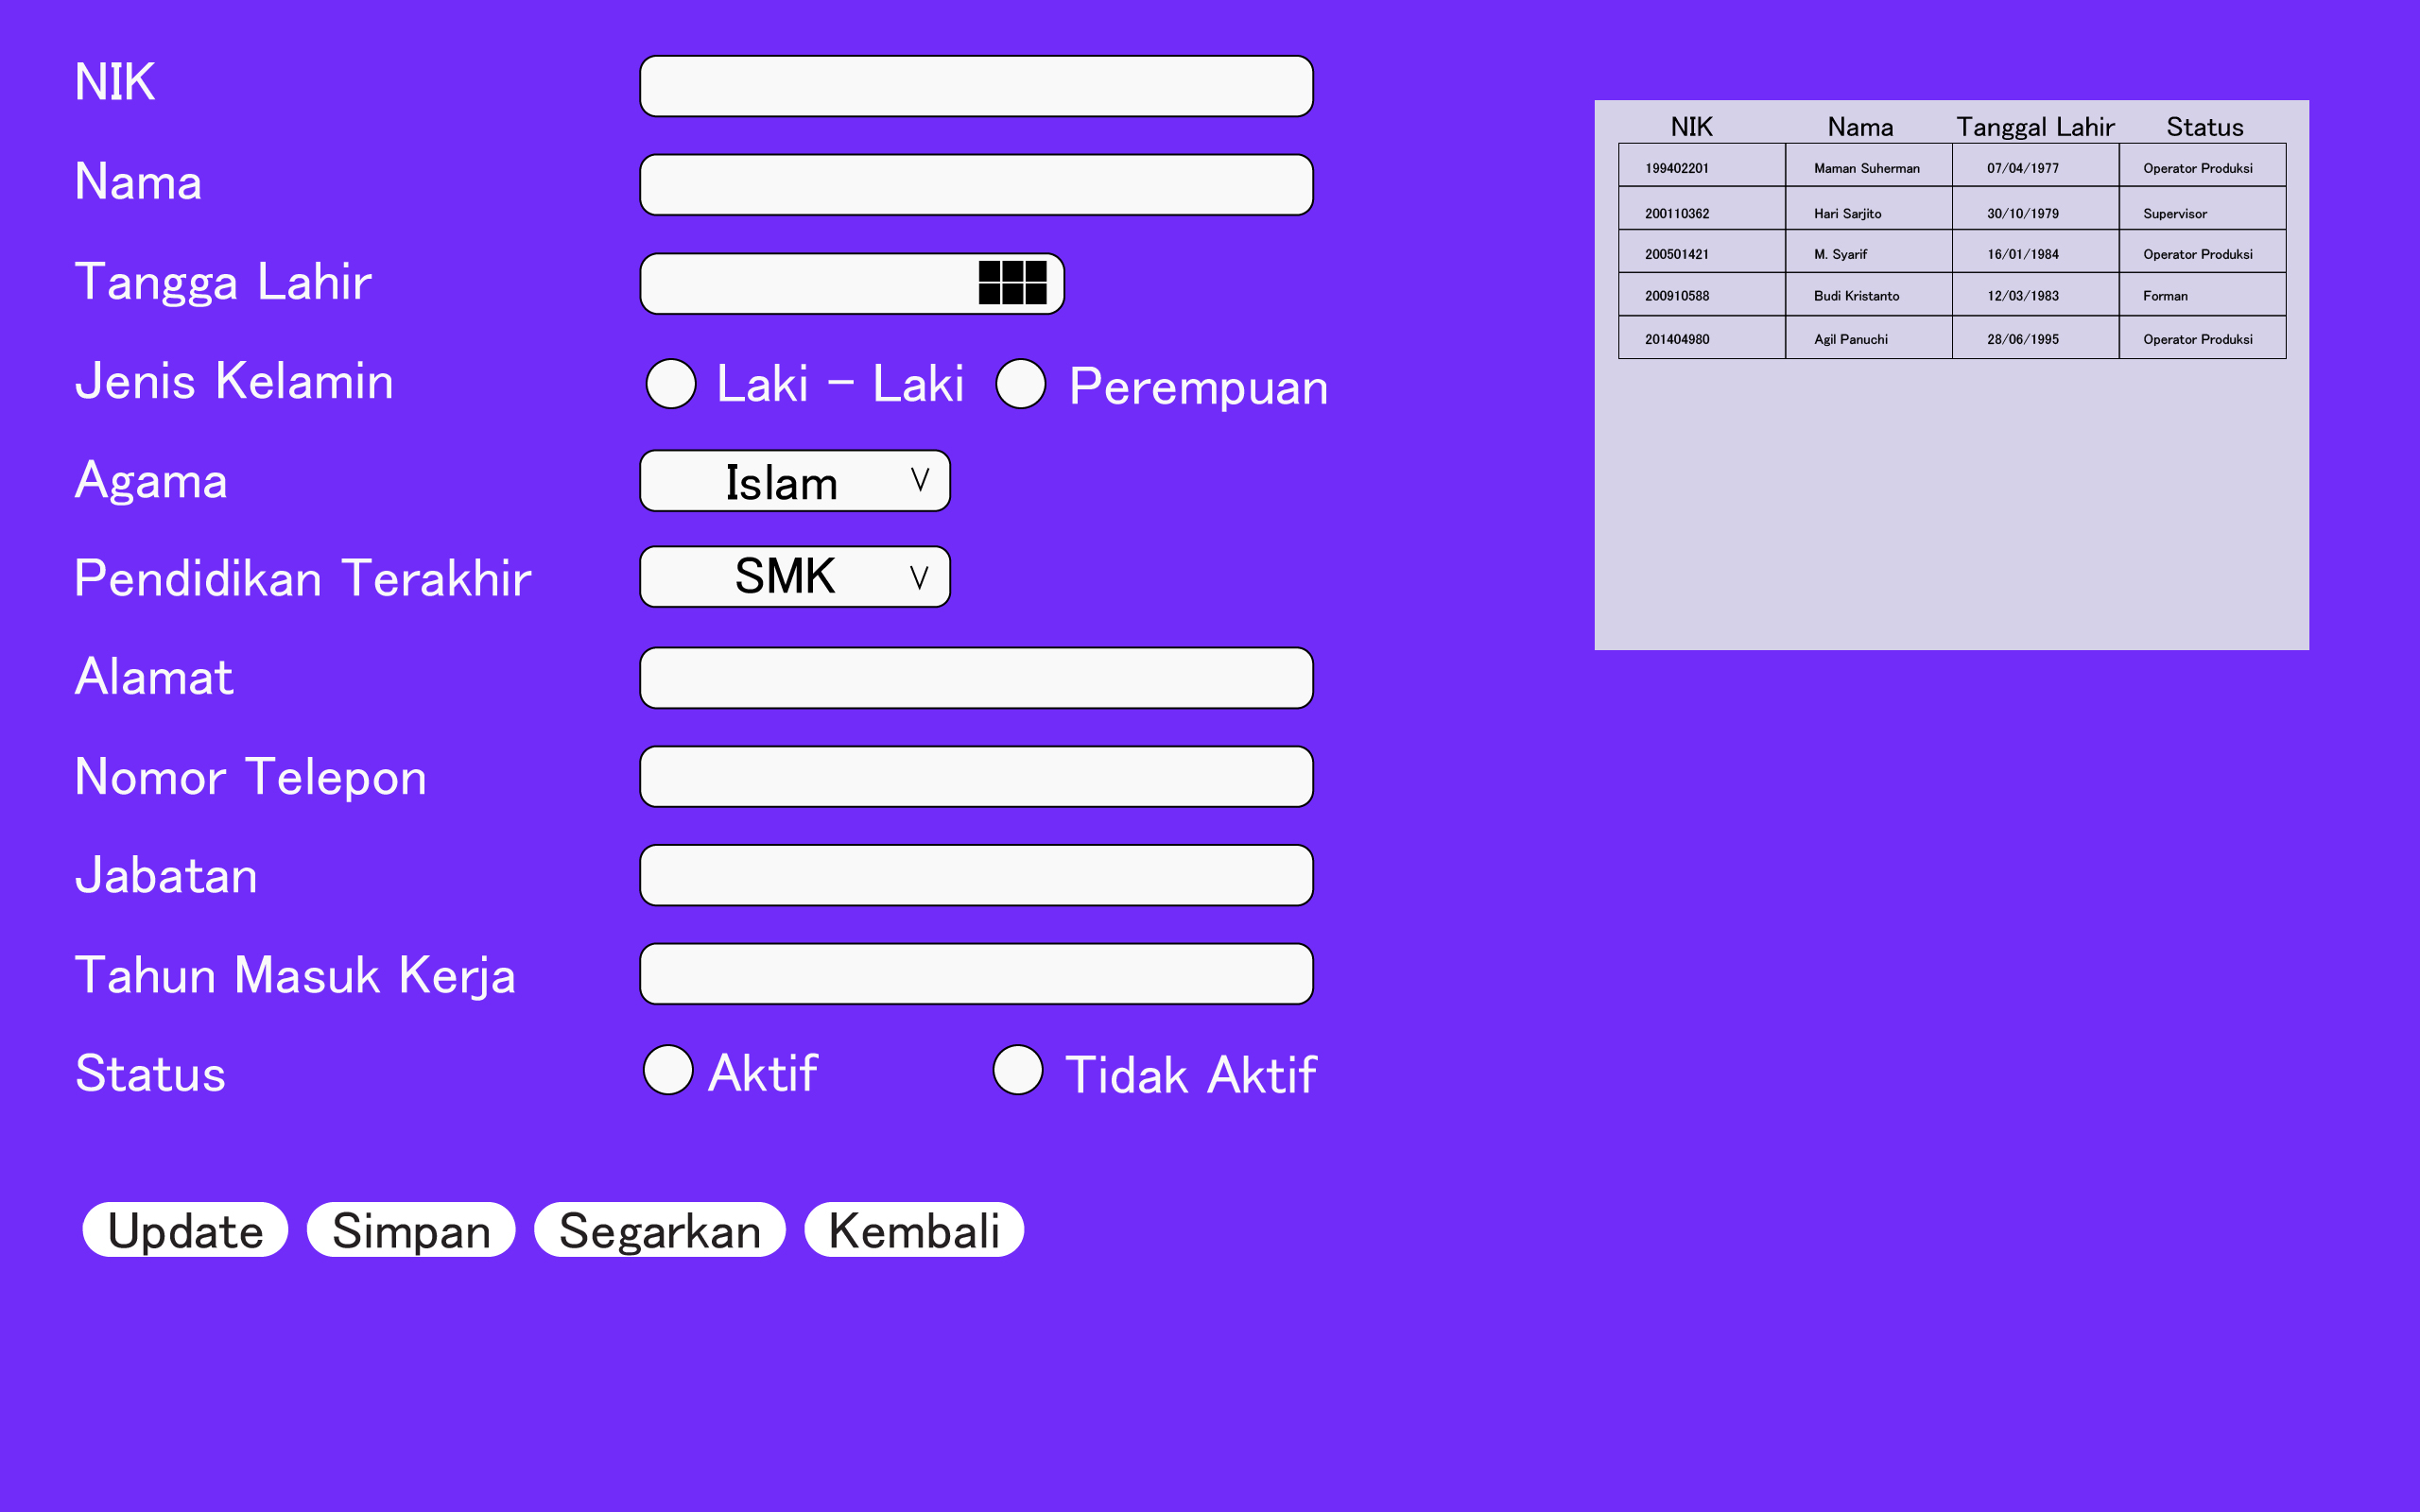 NIK
Nama
Tangga Lahir
Jenis Kelamin Laki - Laki Perempuan
Agama Islam V
Pendidikan Terakhir SMK V
Alamat
Nomor Telepon
Jabatan
Tahun Masuk Kerja
Status Aktif Tidak Aktif
Update Simpan Segarkan Kembali
NIK Nama Tanggal Lahir Status
199402201 Maman Suherman 07/04/1977 Operator Produksi
200110362 Hari Sarjito 30/10/1979 Supervisor
200501421 M. Syarif 16/01/1984 Operator Produksi
200910588 Budi Kristanto 12/03/1983 Forman
201404980 Agil Panuchi 28/06/1995 Operator Produksi